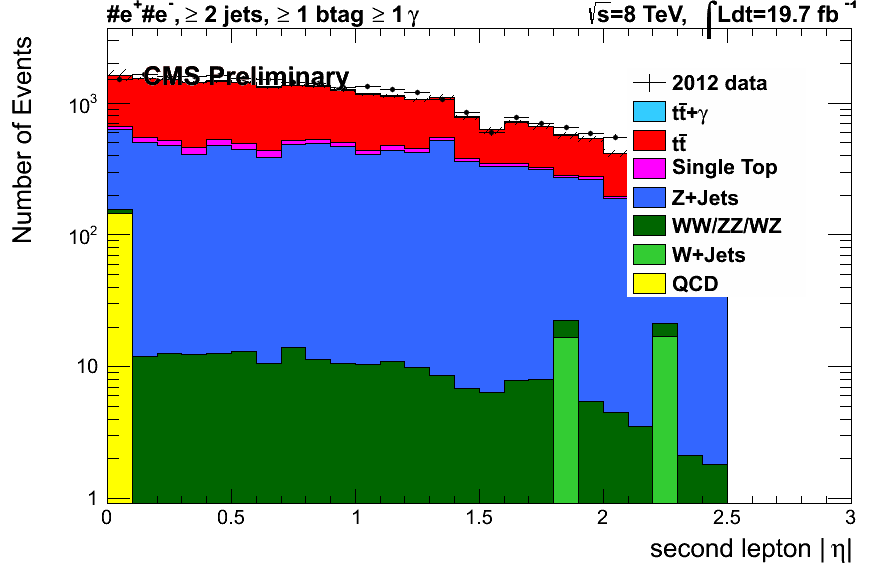 #e⁺#e⁻, ≥ 2 jets, ≥ 1 btag ≥ 1 γ
√s=8 TeV, ∫Ldt=19.7 fb⁻¹
CMS Preliminary
2012 data
tt̄+γ
tt̄
Single Top
Z+Jets
WW/ZZ/WZ
W+Jets
QCD
Number of Events
10³
10²
10
1
0 0.5 1 1.5 2 2.5 3
second lepton |η|